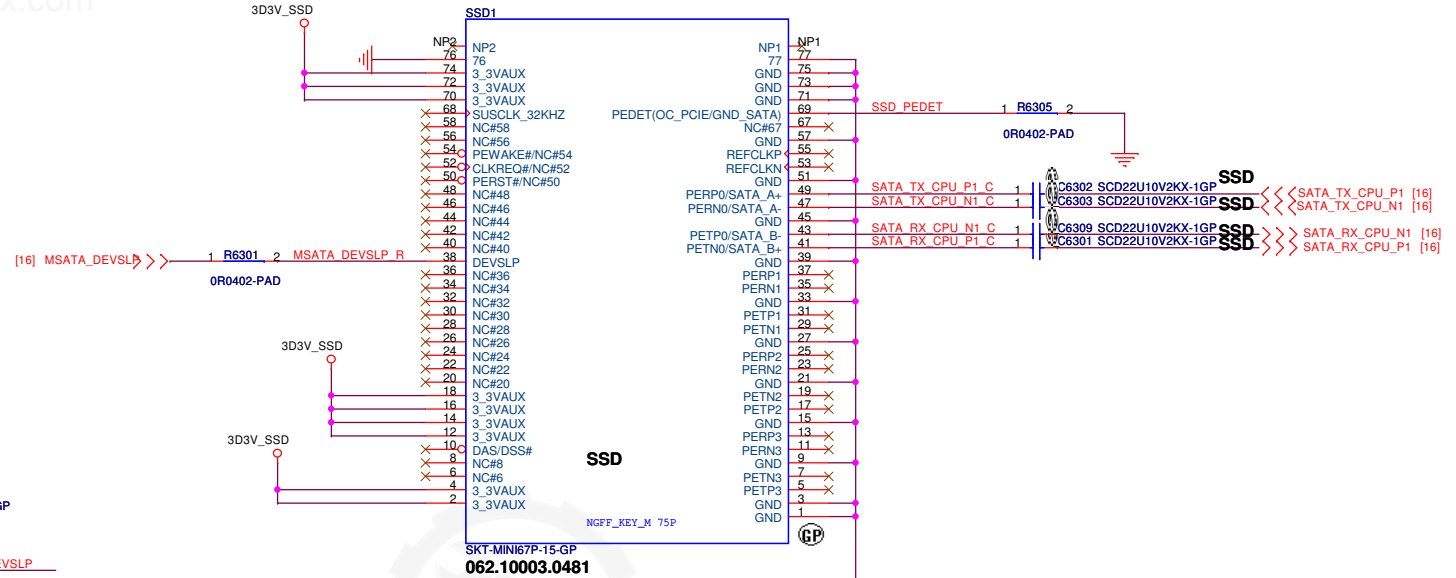 x.com
3D3V_SSD
SSD1
NP2 NP2 NP1 NP1
76 76 77 77
74 3_3VAUX GND 75
72 3_3VAUX GND 73
70 3_3VAUX GND 71
68 SUSCLK_32KHZ PEDET(OC_PCIE/GND_SATA) 69 SSD_PEDET 1 R6305 2
58 NC#58 NC#67 67
0R0402-PAD
56 NC#56 GND 57
54 PEWAKE#/NC#54 REFCLKP 55
52 CLKREQ#/NC#52 REFCLKN 53
50 PERST#/NC#50 GND 51
SSD
48 NC#48 PERP0/SATA_A+ 49 SATA_TX_CPU_P1_C 1 C6302 SCD22U10V2KX-1GP SATA_TX_CPU_P1 [16]
46 NC#46 PERN0/SATA_A- 47 SATA_TX_CPU_N1_C 1 C6303 SCD22U10V2KX-1GP SSD SATA_TX_CPU_N1 [16]
44 NC#44 GND 45
42 NC#42 PETP0/SATA_B- 43 SATA_RX_CPU_N1_C 1 C6309 SCD22U10V2KX-1GP SSD SATA_RX_CPU_N1 [16]
40 NC#40 PETN0/SATA_B+ 41 SATA_RX_CPU_P1_C 1 C6301 SCD22U10V2KX-1GP SSD SATA_RX_CPU_P1 [16]
[16] MSATA_DEVSLP 1 R6301 2 MSATA_DEVSLP_R 38 DEVSLP GND 39
0R0402-PAD
36 NC#36 PERP1 37
34 NC#34 PERN1 35
32 NC#32 GND 33
30 NC#30 PETP1 31
28 NC#28 PETN1 29
26 NC#26 GND 27
3D3V_SSD
24 NC#24 PERP2 25
22 NC#22 PERN2 23
20 NC#20 GND 21
18 3_3VAUX PETN2 19
16 3_3VAUX PETP2 17
14 3_3VAUX GND 15
12 3_3VAUX PERP3 13
3D3V_SSD
10 DAS/DSS# PERN3 11
SSD
8 NC#8 GND 9
6 NC#6 PETN3 7
4 3_3VAUX PETP3 5
2 3_3VAUX GND 3
GP
GND 1
NGFF_KEY_M 75P
GP
SKT-MINI67P-15-GP
062.10003.0481
EVSLP